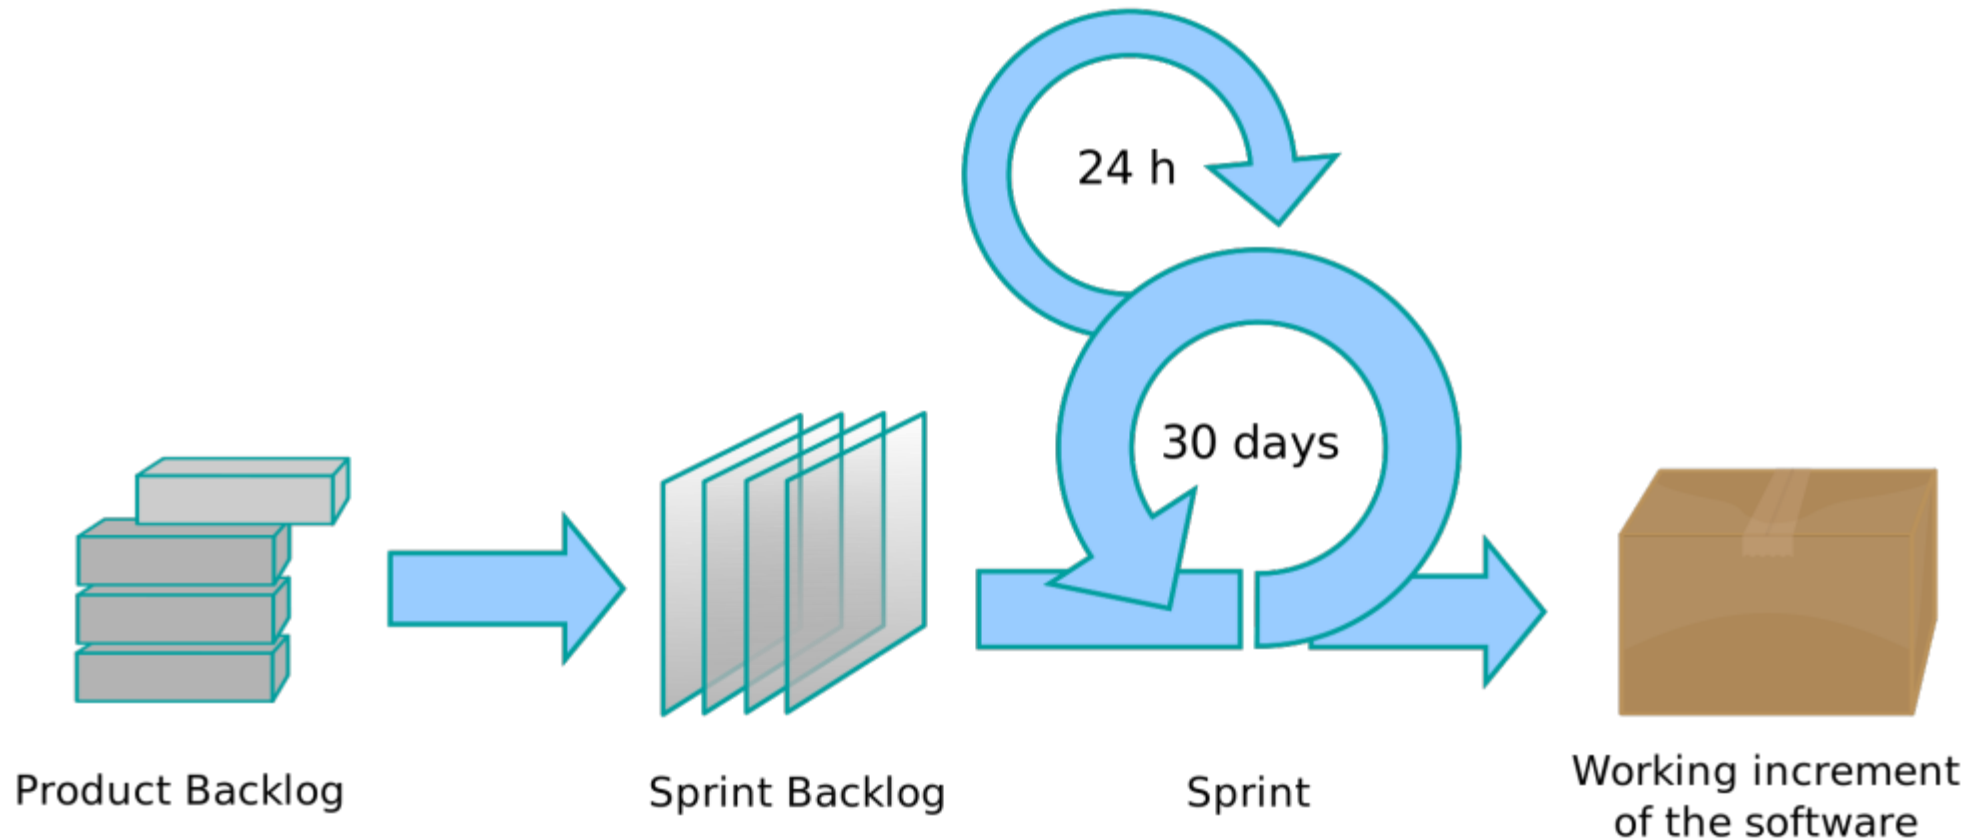 24 h
30 days
Product Backlog
Sprint Backlog
Sprint
Working increment
of the software